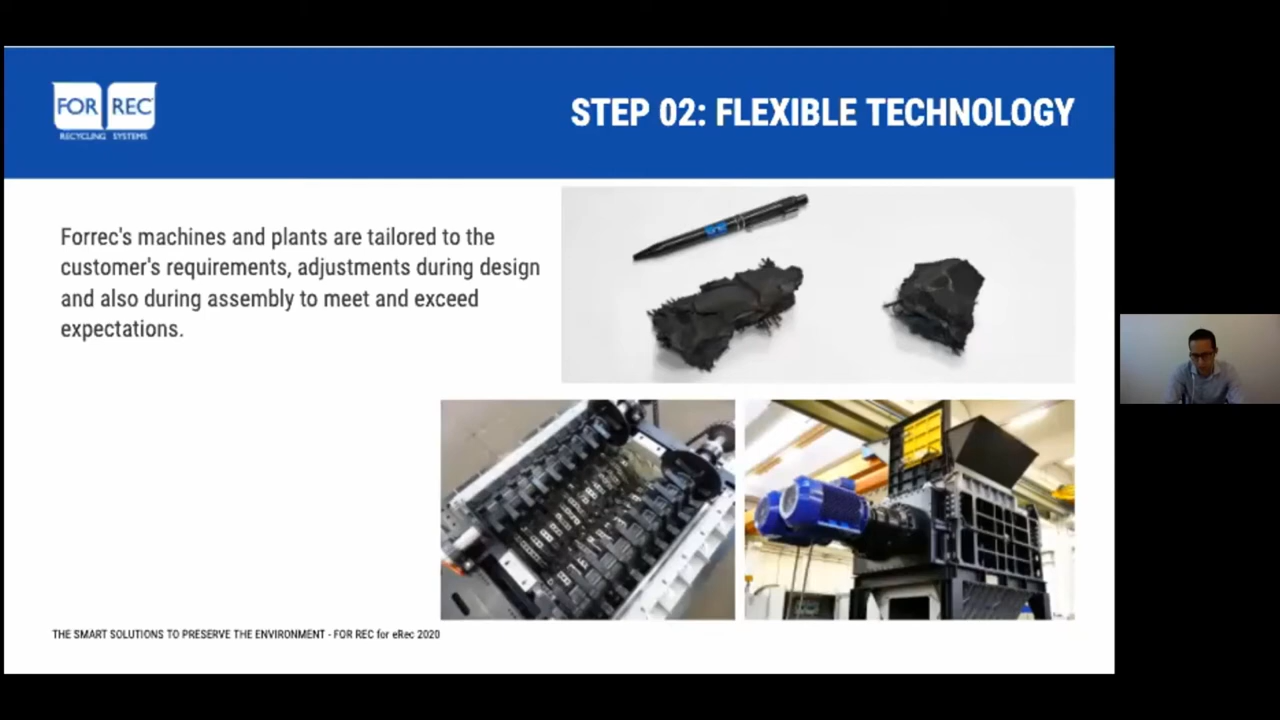 FOR REC
RECYCLING SYSTEMS
STEP 02: FLEXIBLE TECHNOLOGY
Forrec's machines and plants are tailored to the
customer's requirements, adjustments during design
and also during assembly to meet and exceed
expectations.
THE SMART SOLUTIONS TO PRESERVE THE ENVIRONMENT - FOR REC for eRec 2020